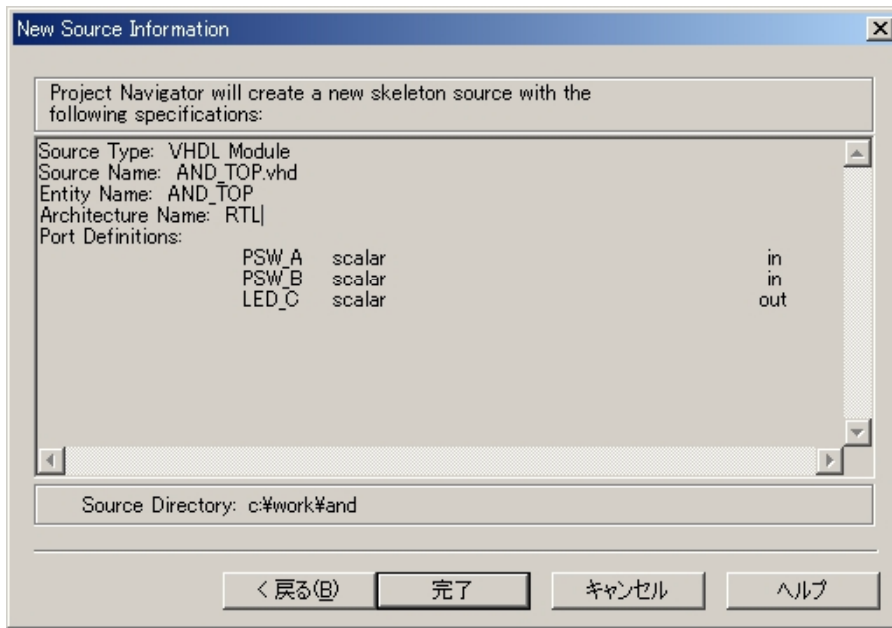 New Source Information
Project Navigator will create a new skeleton source with the
following specifications:
Source Type: VHDL Module
Source Name: AND_TOP.vhd
Entity Name: AND_TOP
Architecture Name: RTL
Port Definitions:
PSW_A scalar in
PSW_B scalar in
LED_C scalar out
Source Directory: c:¥work¥and
< 戻る(B) 完了 キャンセル ヘルプ